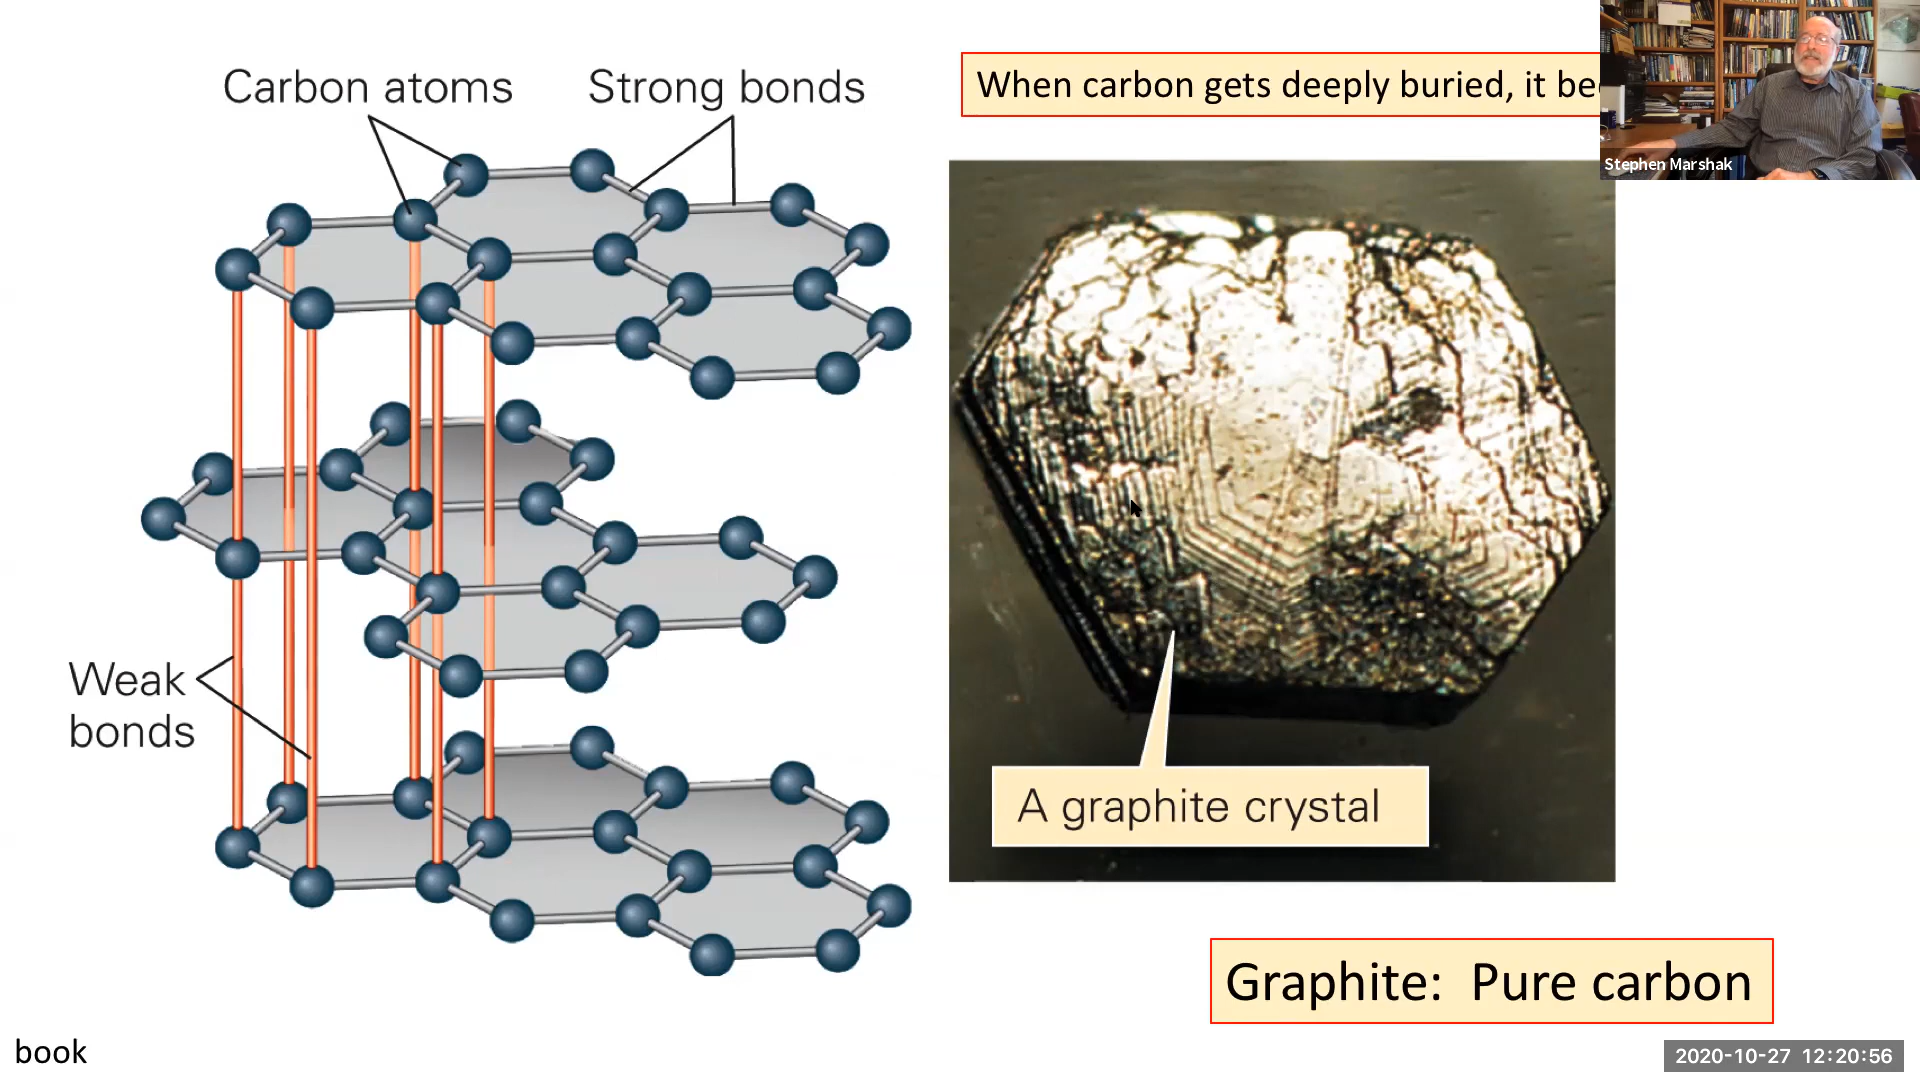 Carbon atoms
Strong bonds
When carbon gets deeply buried, it
Stephen Marshak
Weak
bonds
A graphite crystal
Graphite: Pure carbon
book
2020-10-27 12:20:56